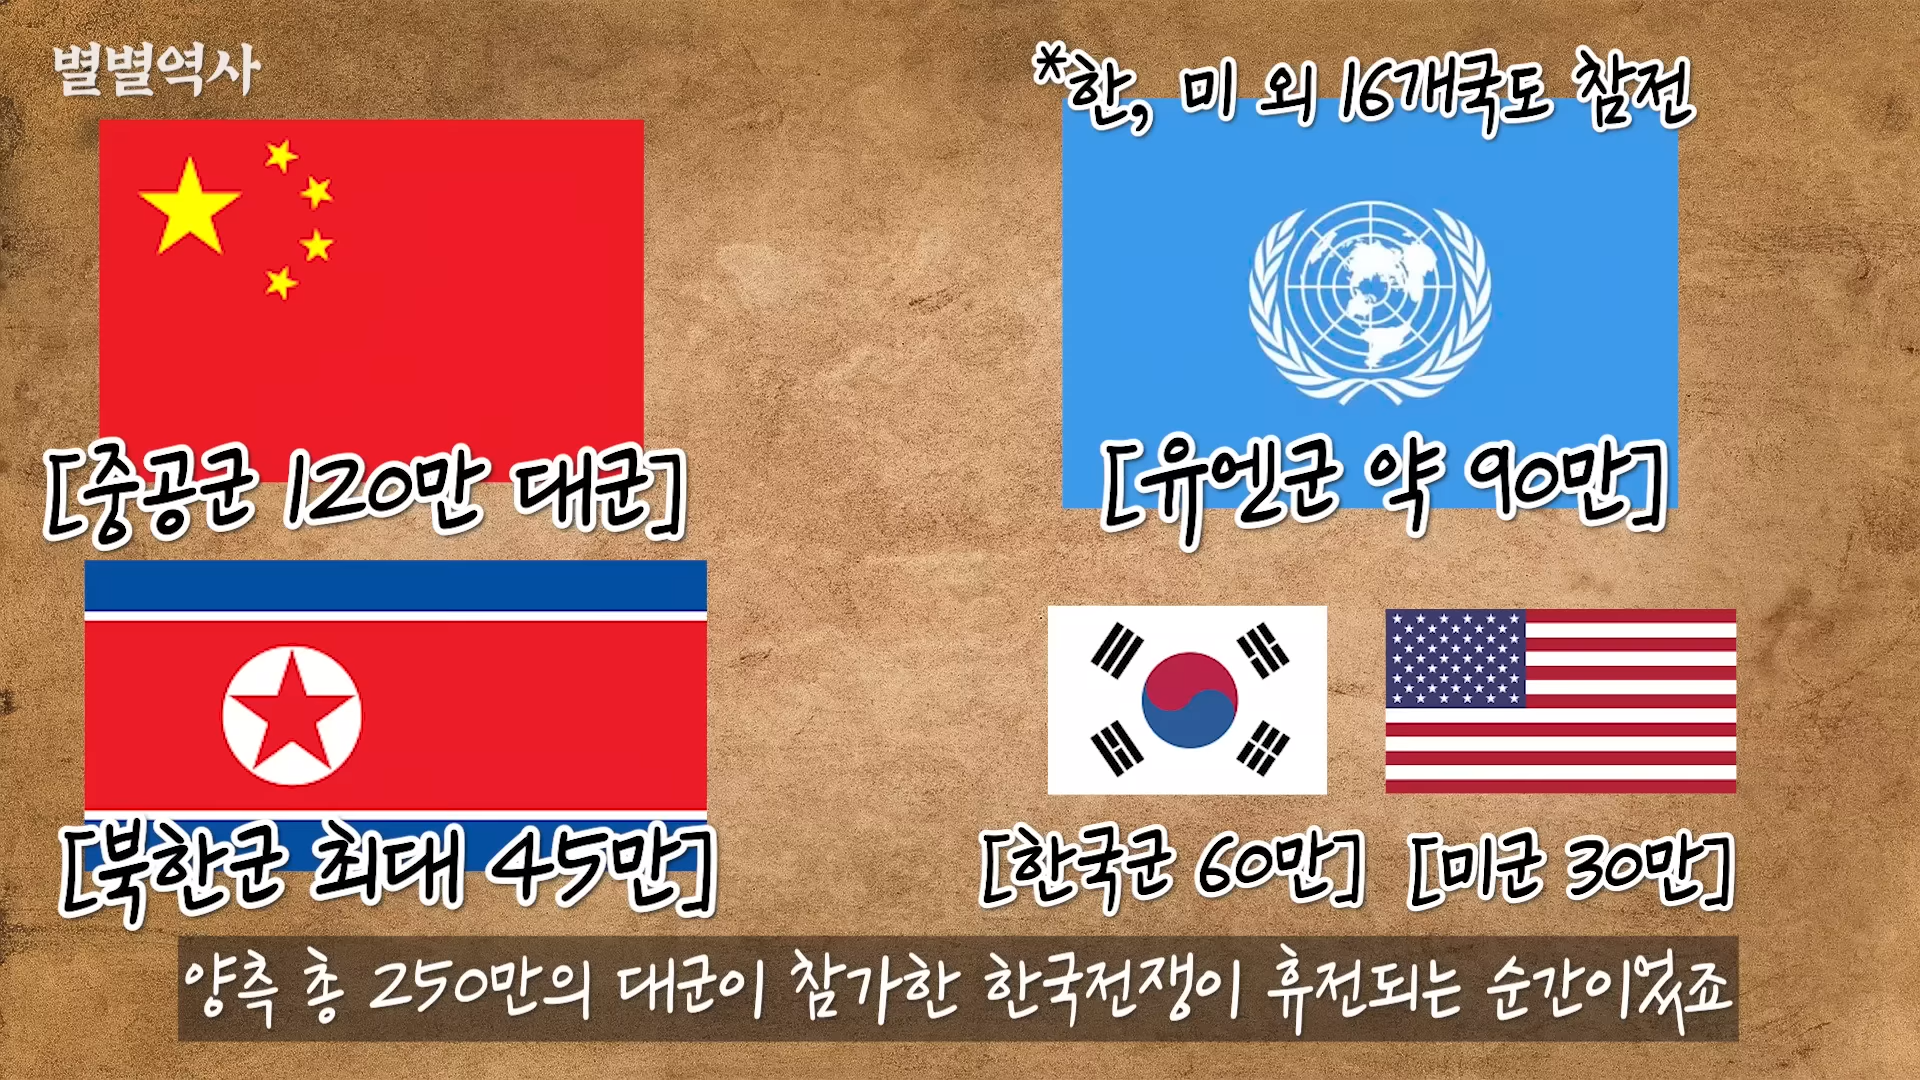 별별역사
*한, 미 외 16개국도 참전
[중공군 120만 대군]
[유엔군 약 90만]
[북한군 최대 45만]
[한국군 60만]
[미군 30만]
양측 총 250만의 대군이 참가한 한국전쟁이 휴전되는 순간이었죠